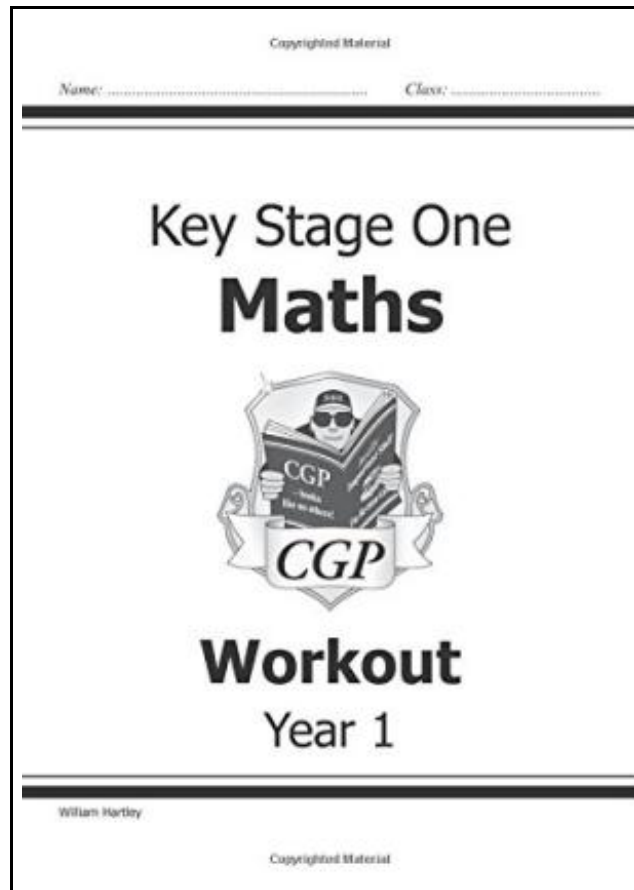 Copyrighted Material
Name: ........................................................ Class: ................................
Key Stage One
Maths
CGP
CGP
Workout
Year 1
William Hartley
Copyrighted Material